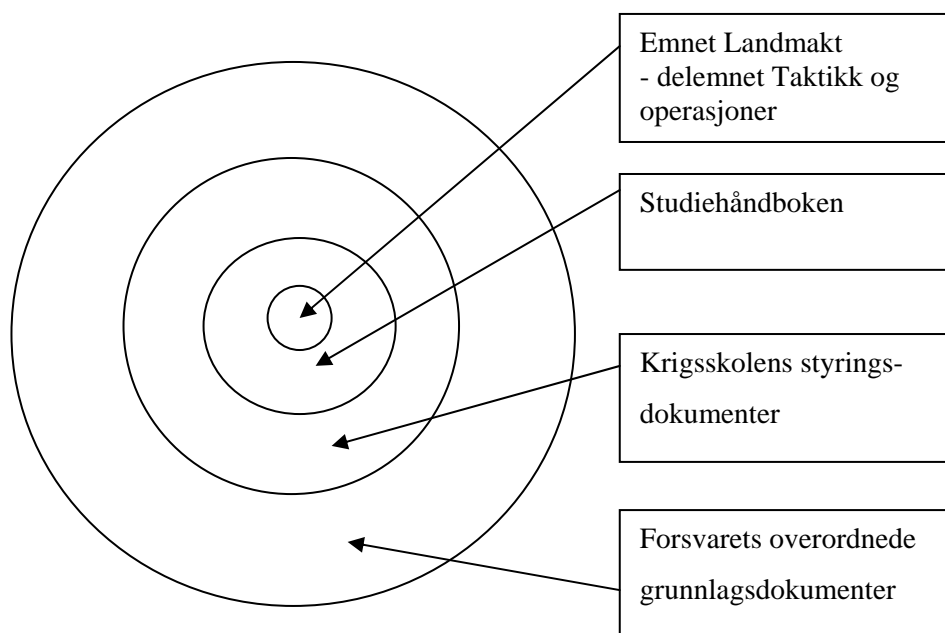 Emnet Landmakt
- delemnet Taktikk og
operasjoner
Studiehåndboken
Krigsskolens styrings-
dokumenter
Forsvarets overordnede
grunnlagsdokumenter